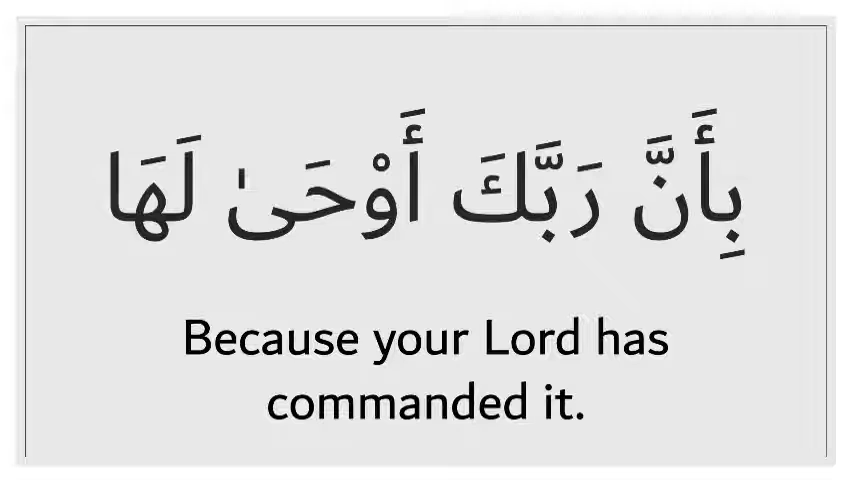 بِأَنَّ رَبَّكَ أَوْحَىٰ لَهَا
Because your Lord has
commanded it.